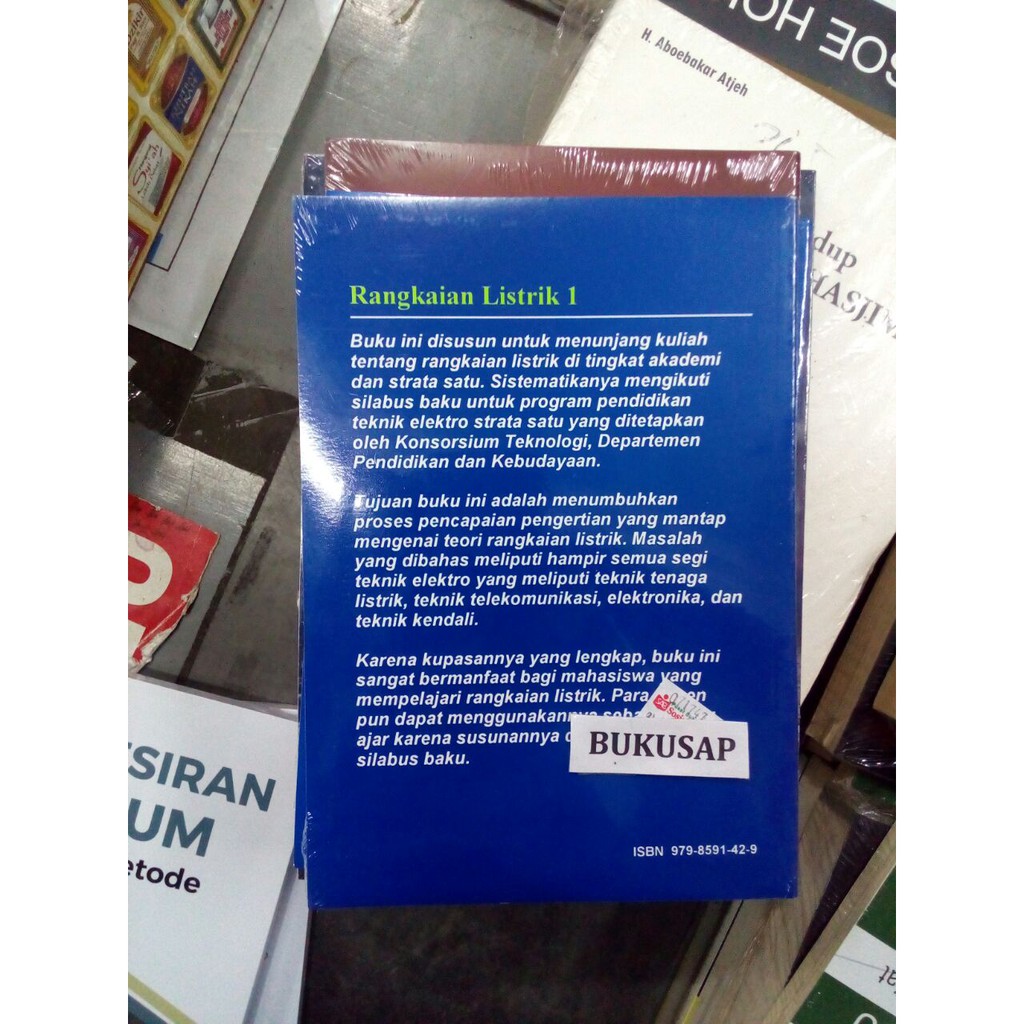 H. Aboebakar Atjeh
SOE HO
dup
Rangkaian Listrik 1
Buku ini disusun untuk menunjang kuliah
tentang rangkaian listrik di tingkat akademi
dan strata satu. Sistematikanya mengikuti
silabus baku untuk program pendidikan
teknik elektro strata satu yang ditetapkan
oleh Konsorsium Teknologi, Departemen
Pendidikan dan Kebudayaan.
Tujuan buku ini adalah menumbuhkan
proses pencapaian pengertian yang mantap
mengenai teori rangkaian listrik. Masalah
yang dibahas meliputi hampir semua segi
teknik elektro yang meliputi teknik tenaga
listrik, teknik telekomunikasi, elektronika, dan
teknik kendali.
Karena kupasannya yang lengkap, buku ini
sangat bermanfaat bagi mahasiswa yang
mempelajari rangkaian listrik. Para
pun dapat menggunakannya
ajar karena susunannya
silabus baku.
BUKUSAP
ISBN 979-8591-42-9
SIRAN
UM
etode